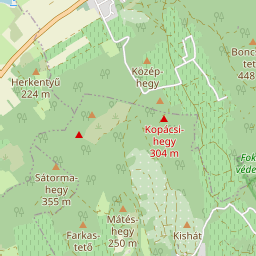 Herkentyű
224 m
Közép-
hegy
Bonc
tet
448
Kopácsi-
hegy
304 m
Fok
véde
Sátorma-
hegy
355 m
Mátés-
hegy
250 m
Farkas-
tető
Kishát